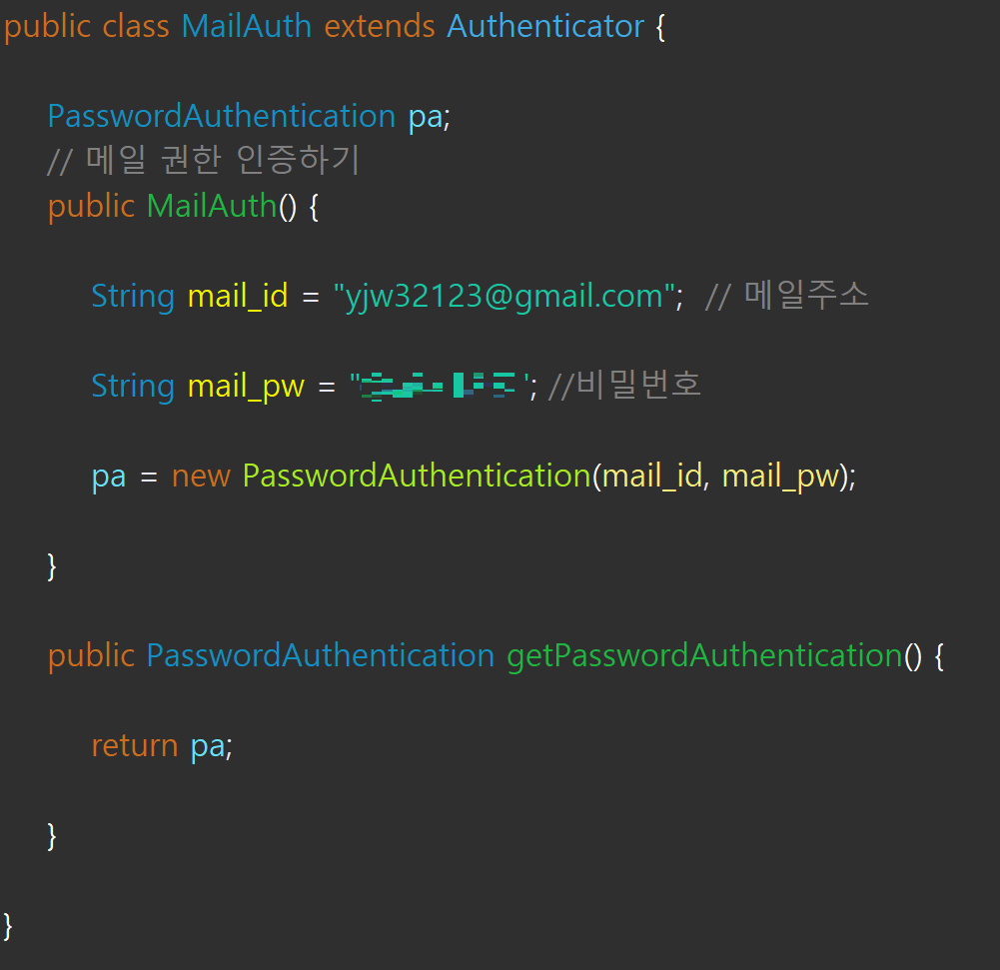 public class MailAuth extends Authenticator {
PasswordAuthentication pa;
// 메일 권한 인증하기
public MailAuth() {
String mail_id = "yjw32123@gmail.com"; // 메일주소
String mail_pw = " '; //비밀번호
pa = new PasswordAuthentication(mail_id, mail_pw);
}
public PasswordAuthentication getPasswordAuthentication() {
return pa;
}
}